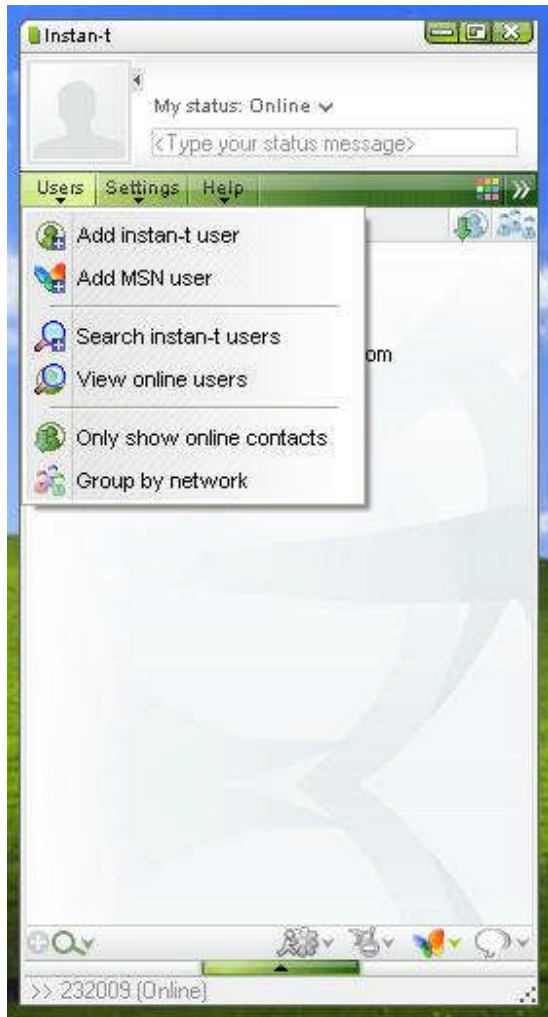 Instan-t
My status: Online
<Type your status message>
Users Settings Help
Add instan-t user
Add MSN user
Search instan-t users
om
View online users
Only show online contacts
Group by network
>> 232009 (Online)